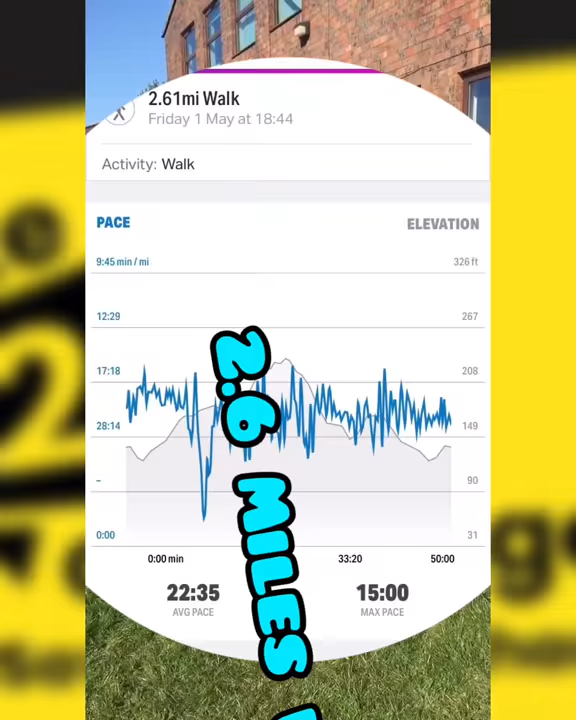 2.61mi Walk
Friday 1 May at 18:44
Activity: Walk
PACE
ELEVATION
9:45 min / mi
326 ft
12:29
267
17:18
208
28:14
149
-
90
0:00
31
0:00 min
33:20
50:00
22:35
15:00
AVG PACE
MAX PACE
2.6 MILES